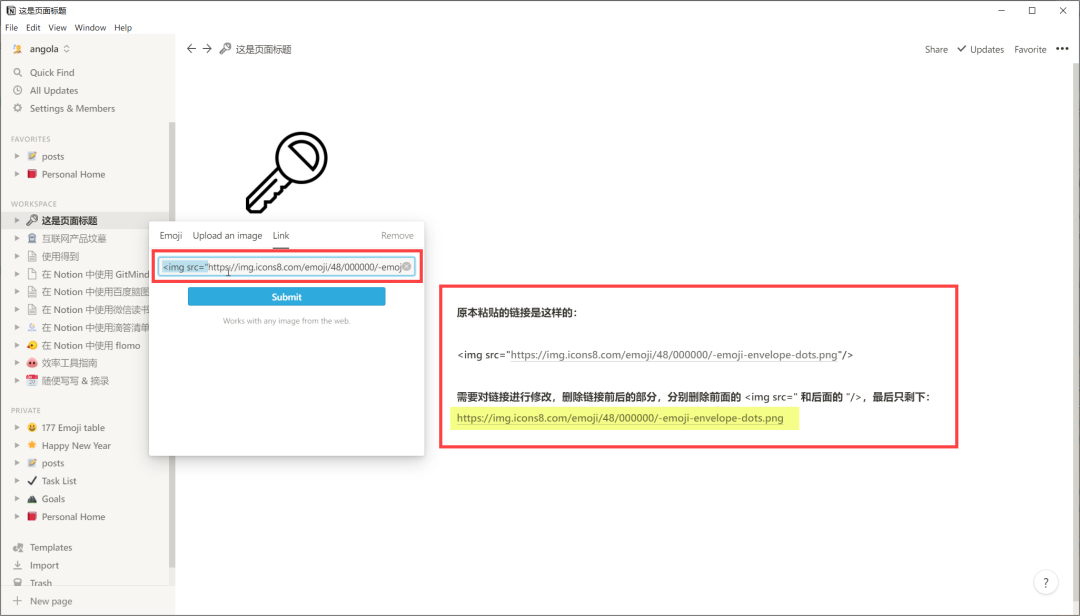 这是页面标题
File Edit View Window Help
angola
Quick Find
All Updates
Settings & Members
FAVORITES
posts
Personal Home
WORKSPACE
这是页面标题
互联网产品坟墓
使用得到
在 Notion 中使用 GitMind
在 Notion 中使用百度脑图
在 Notion 中使用微信读书
在 Notion 中使用滴答清单
在 Notion 中使用 flomo
效率工具指南
随便写写 & 摘录
PRIVATE
177 Emoji table
Happy New Year
posts
Task List
Goals
Personal Home
Templates
Import
Trash
New page
这是页面标题
Share Updates Favorite
Emoji Upload an image Link Remove
<img src="https://img.icons8.com/emoji/48/000000/-emoj
Submit
Works with any image from the web.
原本粘贴的链接是这样的：
<img src="https://img.icons8.com/emoji/48/000000/-emoji-envelope-dots.png"/>
需要对链接进行修改，删除链接前后的部分，分别删除前面的 <img src=" 和后面的 "/>，最后只剩下：
https://img.icons8.com/emoji/48/000000/-emoji-envelope-dots.png
?